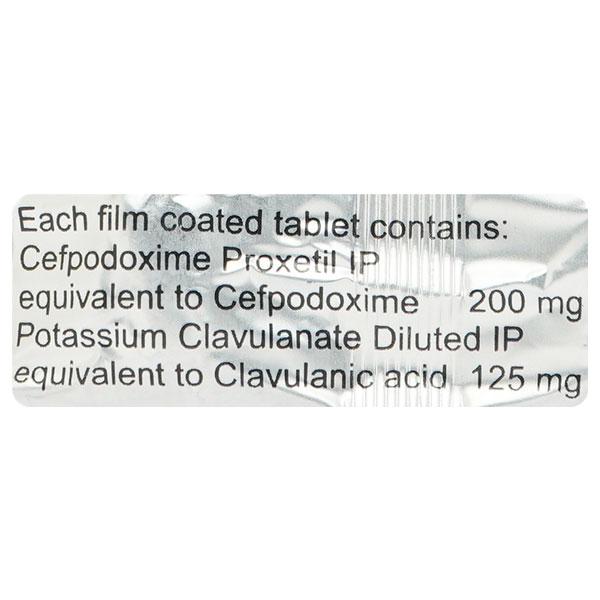 Each film coated tablet contains:
Cefpodoxime Proxetil IP
equivalent to Cefpodoxime 200 mg
Potassium Clavulanate Diluted IP
equivalent to Clavulanic acid 125 mg